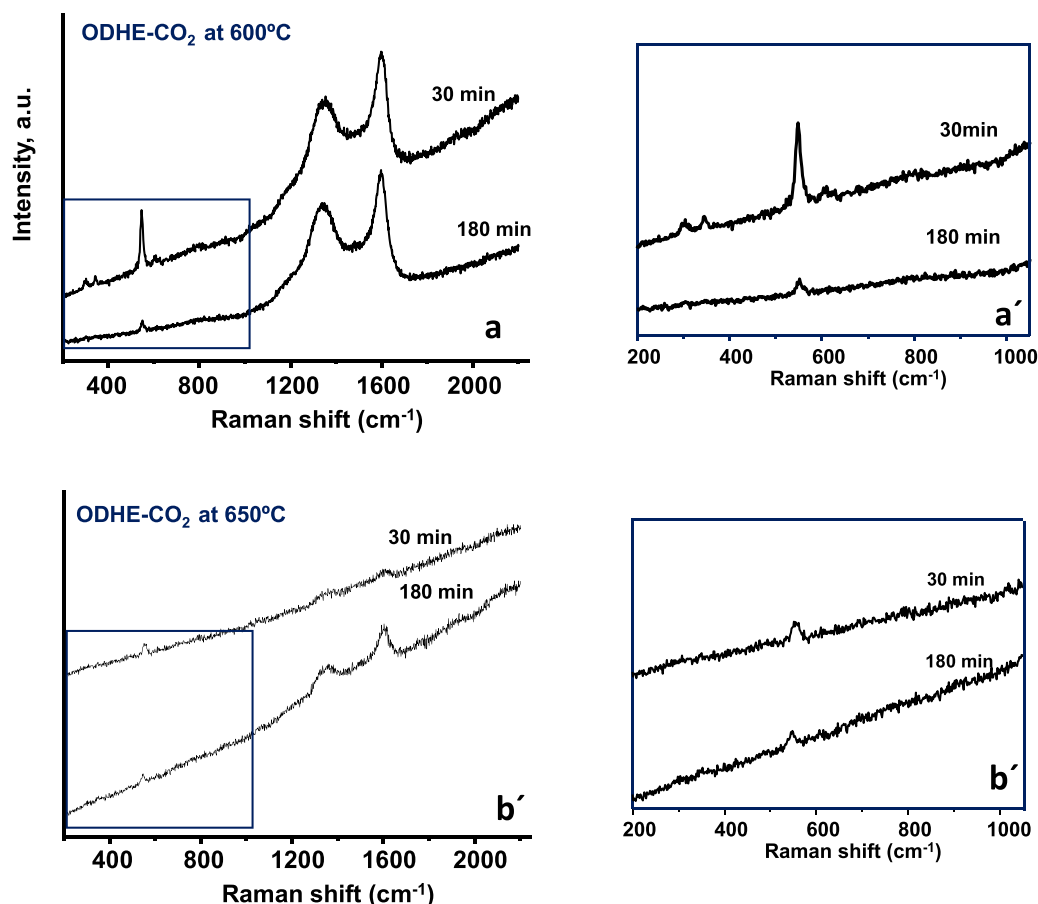 ODHE-CO₂ at 600ºC
Intensity, a.u.
30 min
180 min
a
400 800 1200 1600 2000
Raman shift (cm⁻¹)
30min
180 min
a´
200 400 600 800 1000
Raman shift (cm⁻¹)
ODHE-CO₂ at 650ºC
30 min
180 min
b´
400 800 1200 1600 2000
Raman shift (cm⁻¹)
30 min
180 min
b´
200 400 600 800 1000
Raman shift (cm⁻¹)